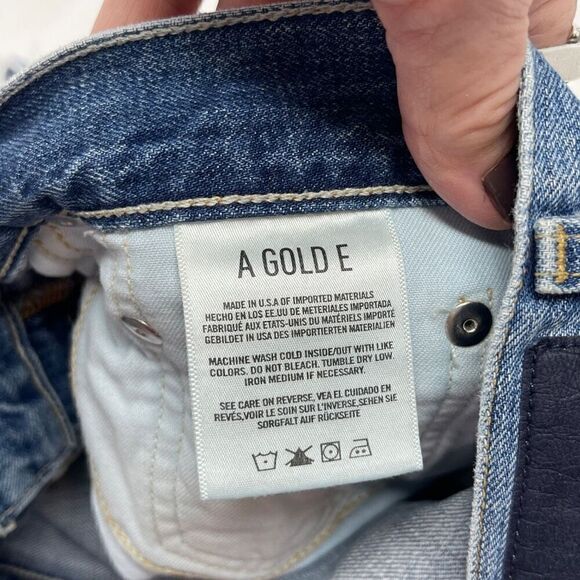 A GOLD E
MADE IN U.S.A OF IMPORTED MATERIALS
HECHO EN LOS EE.UU DE METERIALES IMPORTADA
FABRIQUÉ AUX ETATS-UNIS DU MATÉRIELS IMPORTÉ
GEBILDET IN USA DES IMPORTIERTEN MATERIALIEN
MACHINE WASH COLD INSIDE/OUT WITH LIKE
COLORS. DO NOT BLEACH. TUMBLE DRY LOW.
IRON MEDIUM IF NECESSARY.
SEE CARE ON REVERSE, VEA EL CUIDADO EN
REVÉS,VOIR LE SOIN SUR L'INVERSE,SEHEN SIE
SORGFALT AUF RÜCKSEITE